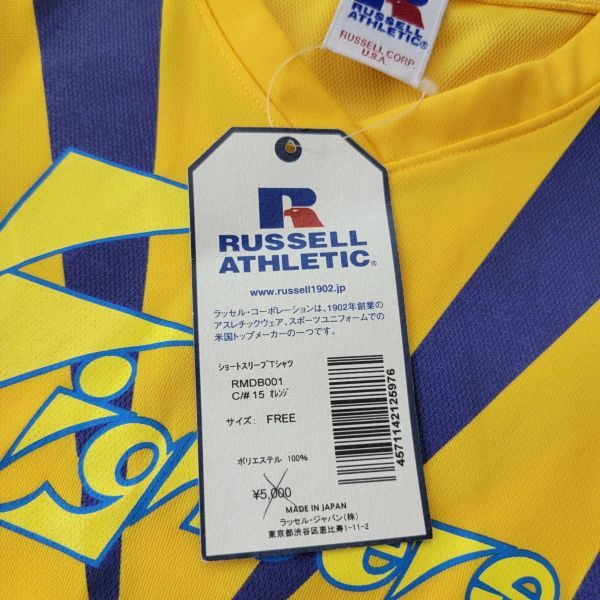 RUSSELL
ATHLETIC®
RUSSELL CORP.
U.S.A.
R
RUSSELL
ATHLETIC®
www.russell1902.jp
ラッセル・コーポレーションは、1902年創業の
アスレチックウェア、スポーツユニフォームでの
米国トップメーカーの一つです。
ショートスリーブTシャツ
RMDB001
C/# 15 オレンジ
サイズ: FREE
4571142125976
ポリエステル 100%
¥5,000
MADE IN JAPAN
ラッセル・ジャパン(株)
東京都渋谷区恵比寿1-11-2